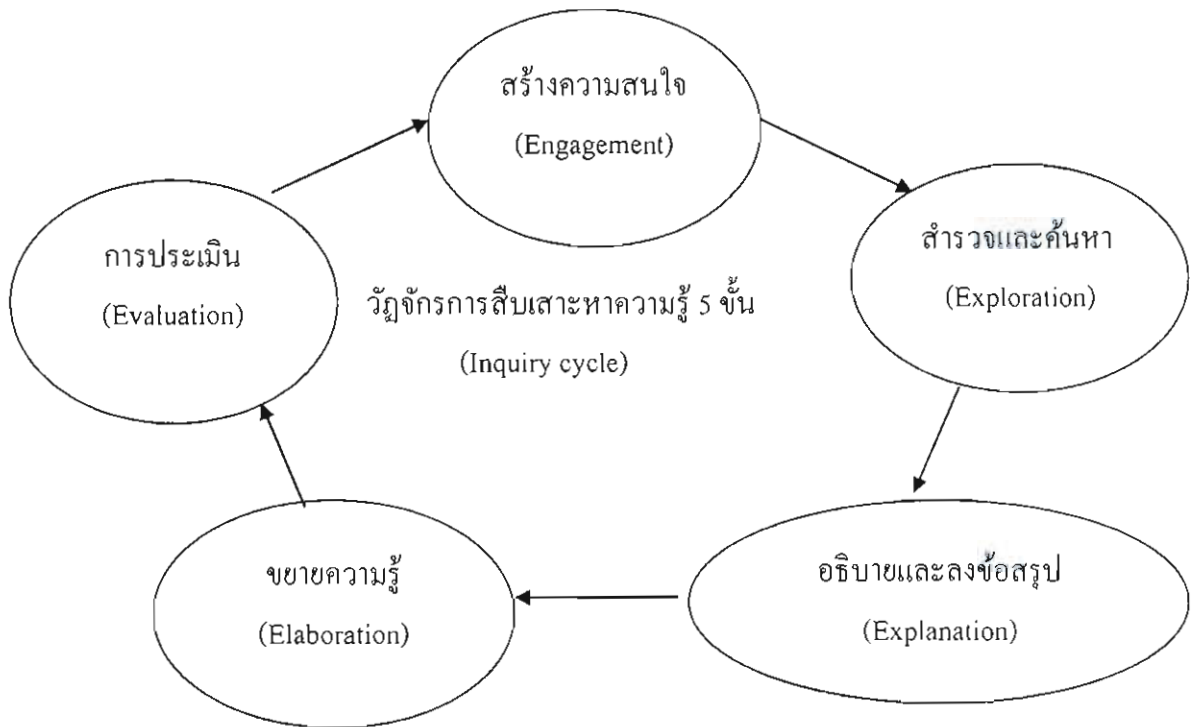 สร้างความสนใจ
(Engagement)
สำรวจและค้นหา
(Exploration)
การประเมิน
(Evaluation)
วัฏจักรการสืบเสาะหาความรู้ 5 ขั้น
(Inquiry cycle)
ขยายความรู้
(Elaboration)
อธิบายและลงข้อสรุป
(Explanation)